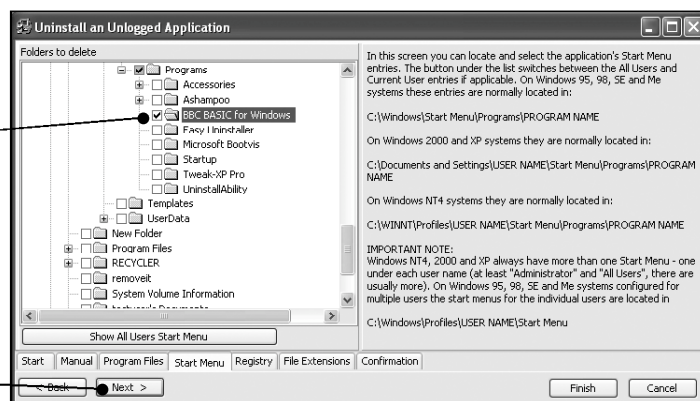 Uninstall an Unlogged Application
Folders to delete
Programs
Accessories
Ashampoo
BBC BASIC for Windows
Easy Uninstaller
Microsoft Bootvis
Startup
Tweak-XP Pro
UninstallAbility
Templates
UserData
New Folder
Program Files
RECYCLER
removeit
System Volume Information
Show All Users Start Menu
In this screen you can locate and select the application's Start Menu
entries. The button under the list switches between the All Users and
Current User entries if applicable. On Windows 95, 98, SE and Me
systems these entries are normally located in:
C:\Windows\Start Menu\Programs\PROGRAM NAME
On Windows 2000 and XP systems they are normally located in:
C:\Documents and Settings\USER NAME\Start Menu\Programs\PROGRAM
NAME
On Windows NT4 systems they are normally located in:
C:\WINNT\Profiles\USER NAME\Start Menu\Programs\PROGRAM NAME
IMPORTANT NOTE:
Windows NT4, 2000 and XP always have more than one Start Menu - one
under each user name (at least "Administrator" and "All Users", there are
usually more). On Windows 95, 98, SE and Me systems configured for
multiple users the start menus for the individual users are located in
C:\Windows\Profiles\USER NAME\Start Menu
Start Manual Program Files Start Menu Registry File Extensions Confirmation
< Back Next > Finish Cancel